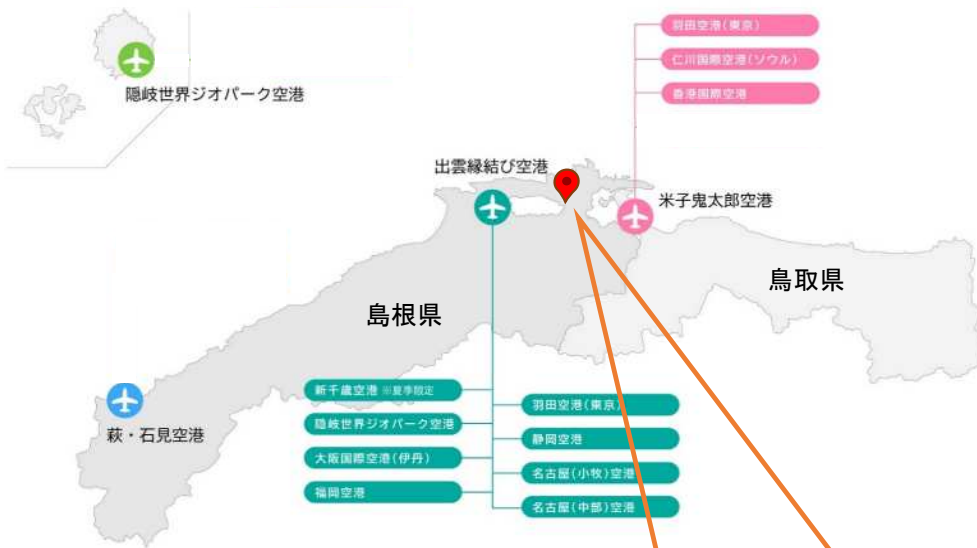 隠岐世界ジオパーク空港
羽田空港(東京)
仁川国際空港(ソウル)
香港国際空港
出雲縁結び空港
米子鬼太郎空港
鳥取県
島根県
萩・石見空港
新千歳空港 ※夏季限定
隠岐世界ジオパーク空港
大阪国際空港(伊丹)
福岡空港
羽田空港(東京)
静岡空港
名古屋(小牧)空港
名古屋(中部)空港